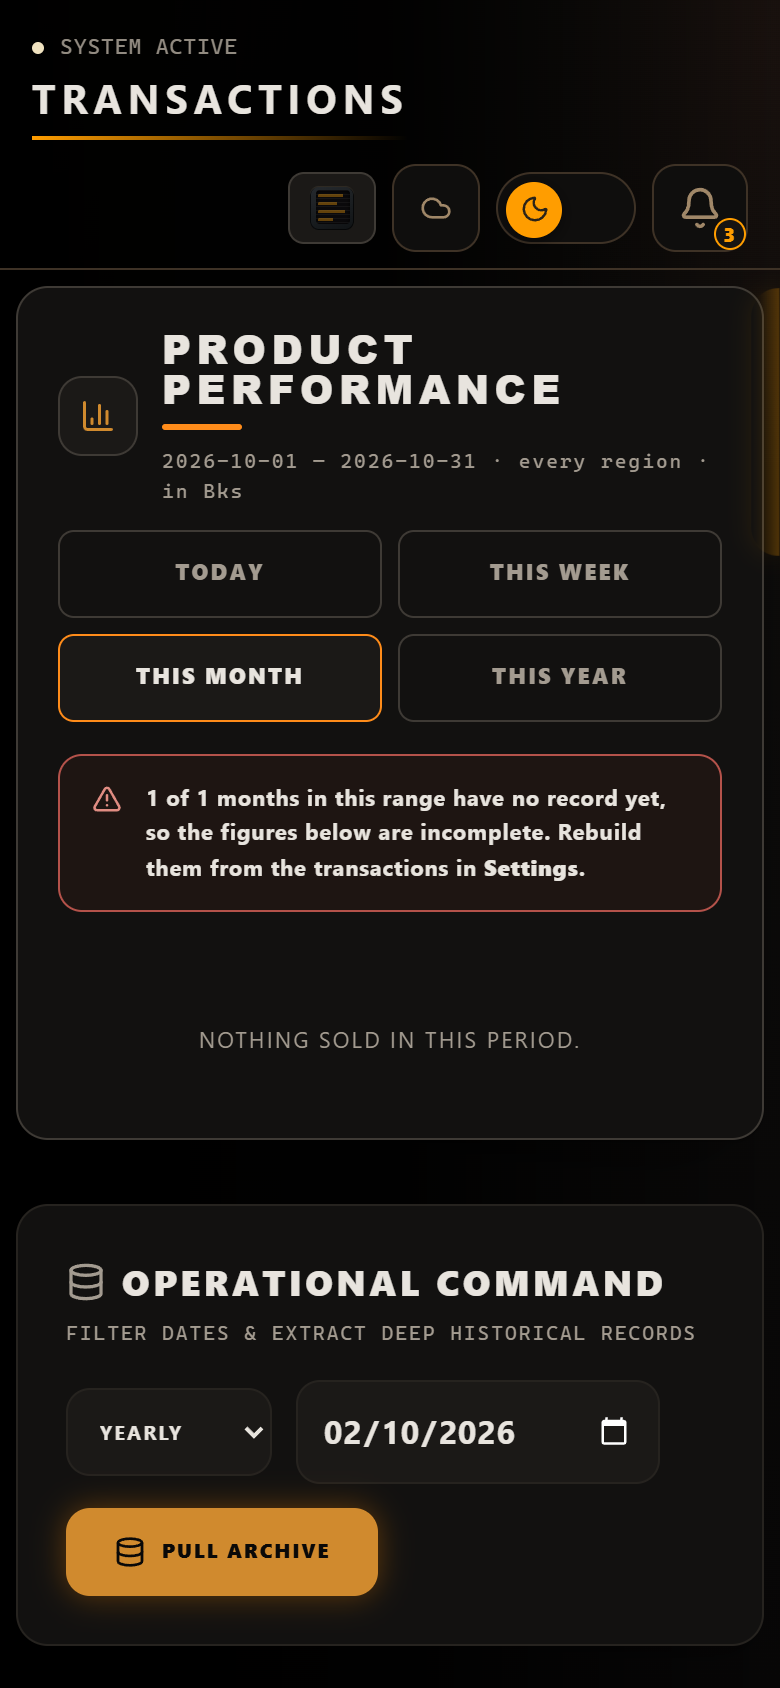 SYSTEM ACTIVE
TRANSACTIONS
3
PRODUCT
PERFORMANCE
2026-10-01 — 2026-10-31 · every region ·
in Bks
TODAY
THIS WEEK
THIS MONTH
THIS YEAR
1 of 1 months in this range have no record yet,
so the figures below are incomplete. Rebuild
them from the transactions in Settings.
NOTHING SOLD IN THIS PERIOD.
OPERATIONAL COMMAND
FILTER DATES & EXTRACT DEEP HISTORICAL RECORDS
YEARLY
02/10/2026
PULL ARCHIVE